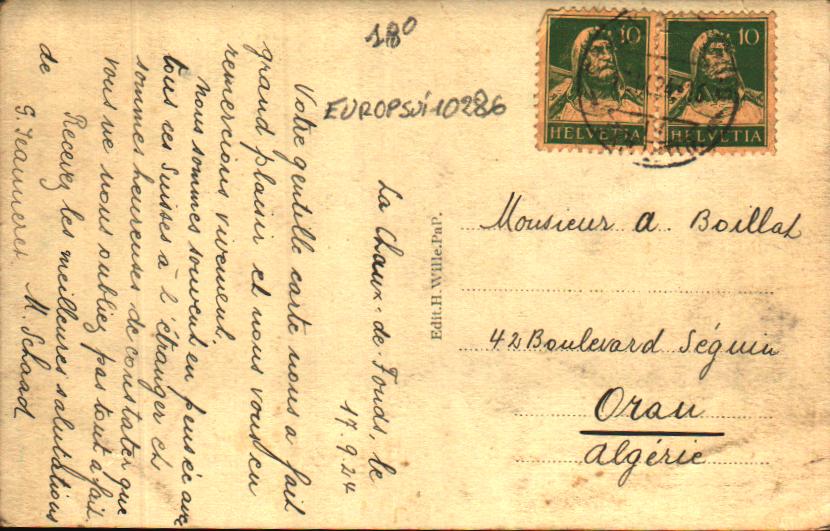 180
EUROPSUI10286
10 10
HELVETIA HELVETIA
La Chaux-de-Fonds, le
17.9.24
Votre gentille carte nous a fait
grand plaisir et nous vous en
remercions vivement.
Nous sommes souvent en pensée avec
tous ces Suisses à l'étranger et
sommes heureuses de constater que
vous ne nous oubliez pas tout à fait.
Recevez les meilleures salutations
de
G. Jeanneret M. Schaad
Edit. H. Wille. PaP.
Monsieur A. Boillat
42 Boulevard Séguin
Oran
Algérie